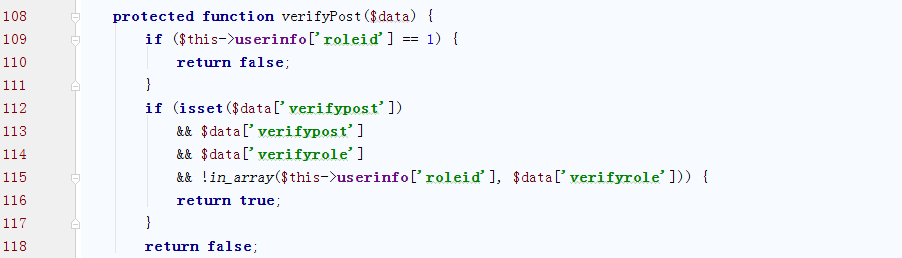 108 protected function verifyPost($data) {
109 if ($this->userinfo['roleid'] == 1) {
110 return false;
111 }
112 if (isset($data['verifypost'])
113 && $data['verifypost']
114 && $data['verifyrole']
115 && !in_array($this->userinfo['roleid'], $data['verifyrole'])) {
116 return true;
117 }
118 return false;